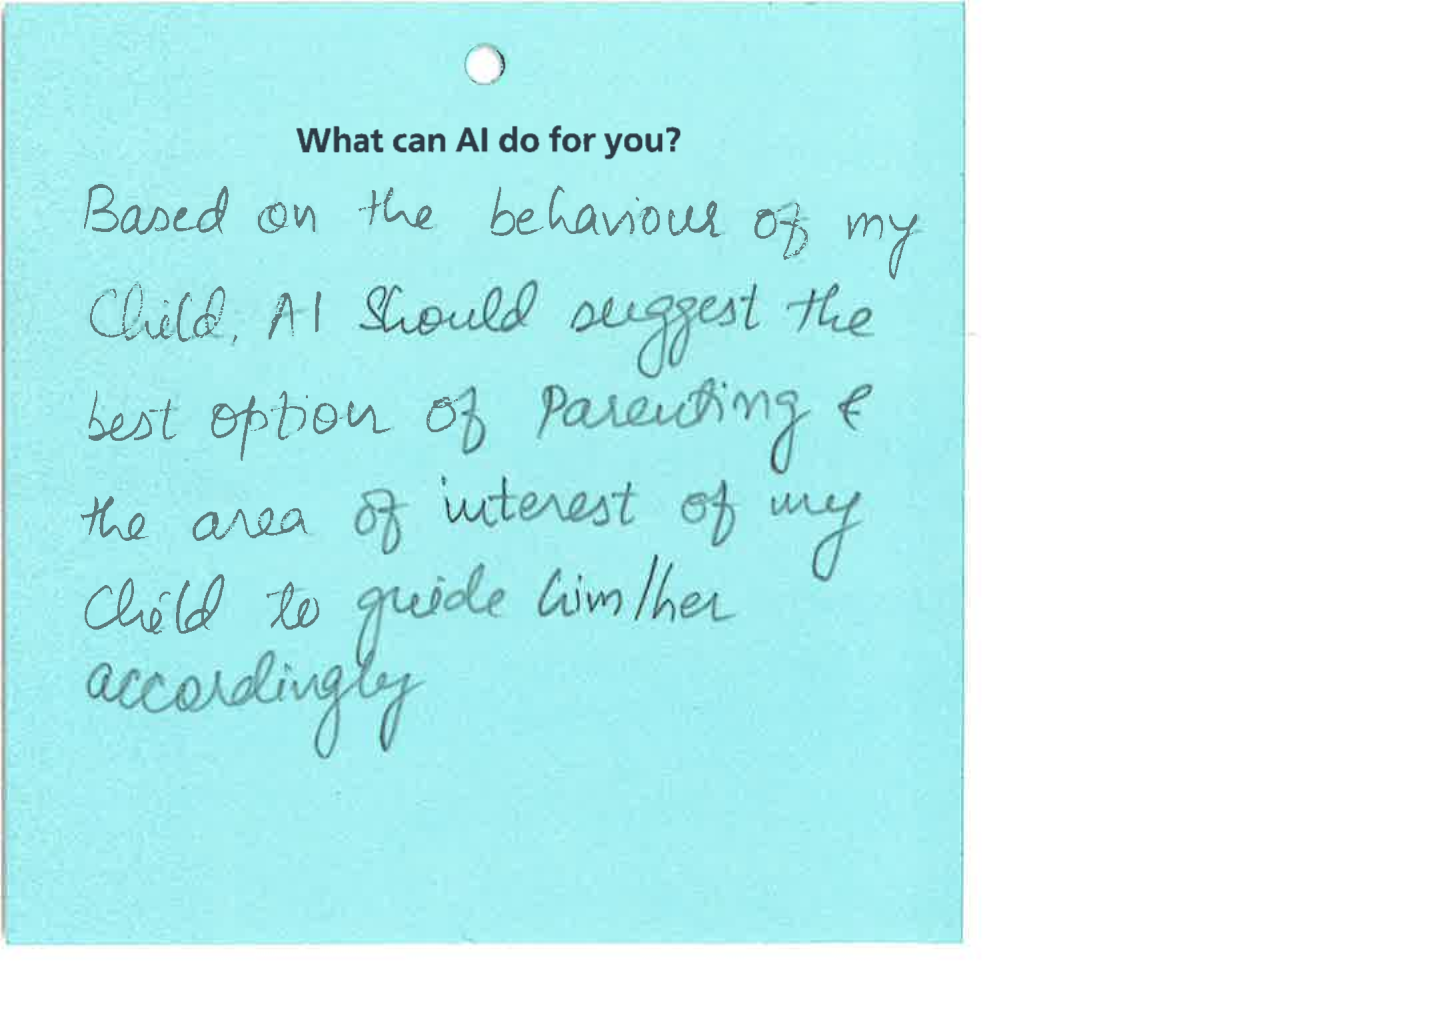 What can AI do for you?
Based on the behaviour of my
Child, AI Should suggest the
best option of Parenting &
the area of interest of my
Child to guide him/her
accordingly